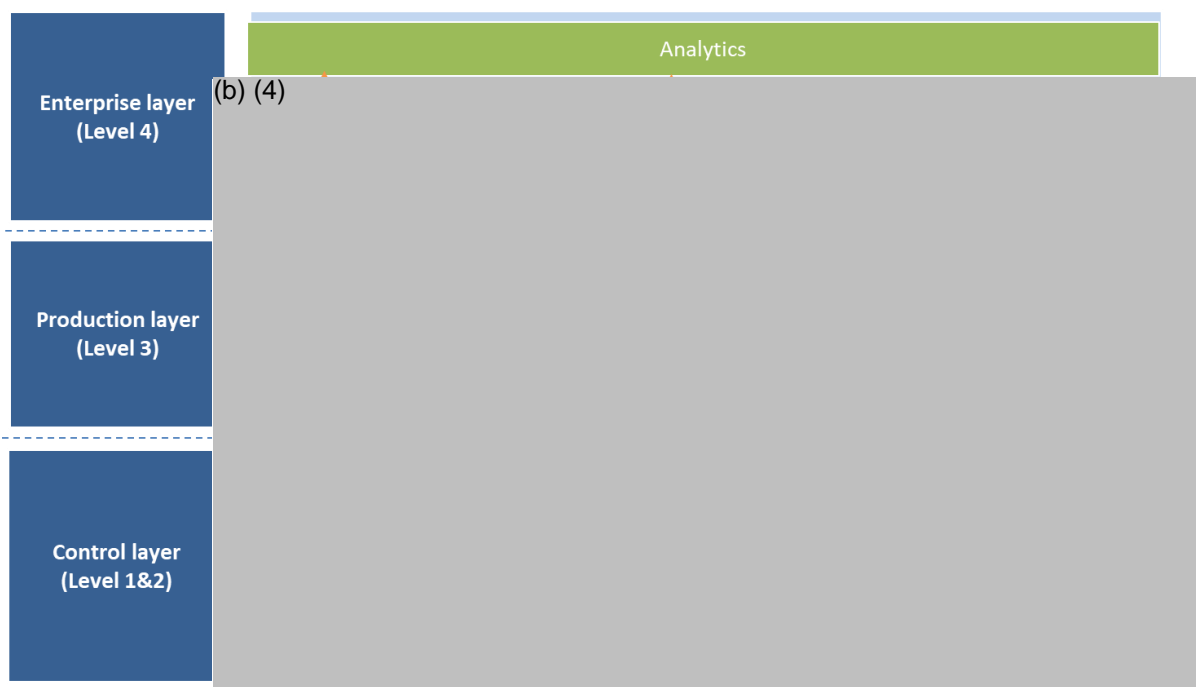 Analytics
Enterprise layer
(Level 4)
(b) (4)
Production layer
(Level 3)
Control layer
(Level 1&2)